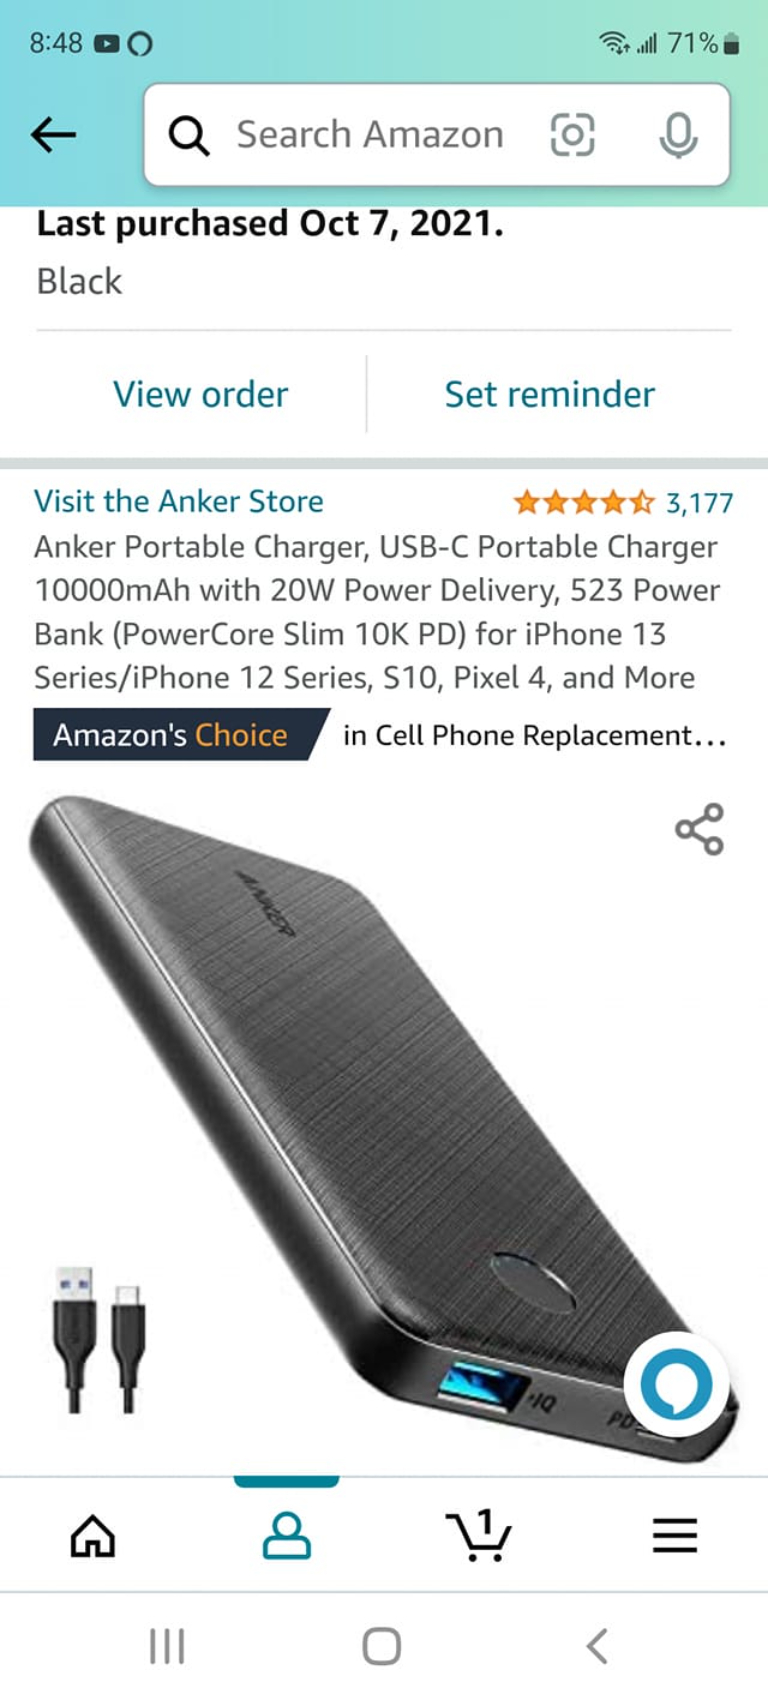 8:48 71%
Search Amazon
Last purchased Oct 7, 2021.
Black
View order Set reminder
Visit the Anker Store 3,177
Anker Portable Charger, USB-C Portable Charger
10000mAh with 20W Power Delivery, 523 Power
Bank (PowerCore Slim 10K PD) for iPhone 13
Series/iPhone 12 Series, S10, Pixel 4, and More
Amazon's Choice in Cell Phone Replacement...
ANKER
IQ PD
1